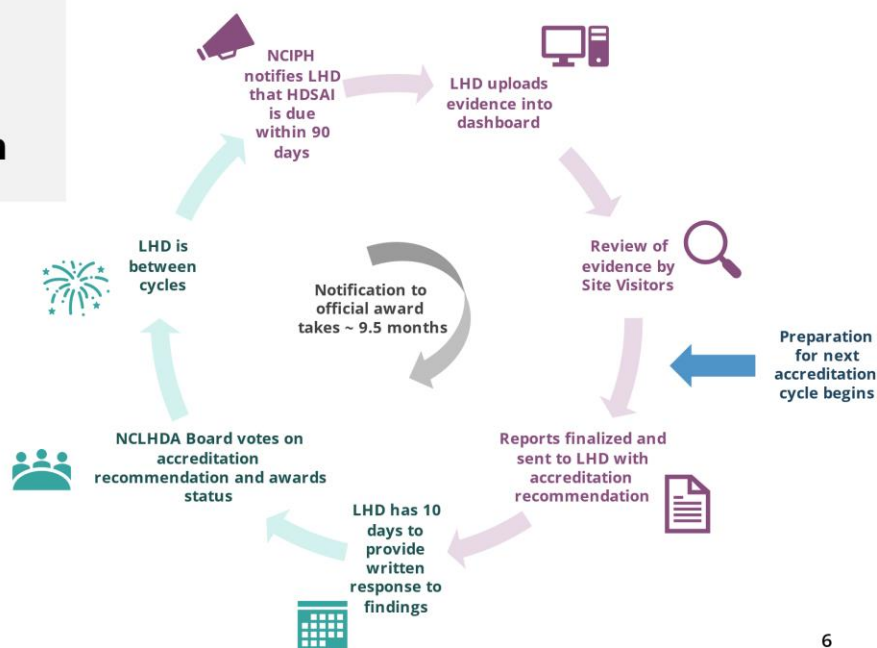 NCIPH
notifies LHD
that HDSAI
is due
within 90
days
LHD uploads
evidence into
dashboard
Review of
evidence by
Site Visitors
Preparation
for next
accreditation
cycle begins
Reports finalized and
sent to LHD with
accreditation
recommendation
LHD has 10
days to
provide
written
response to
findings
NCLHDA Board votes on
accreditation
recommendation and awards
status
LHD is
between
cycles
Notification to
official award
takes ~ 9.5 months
6